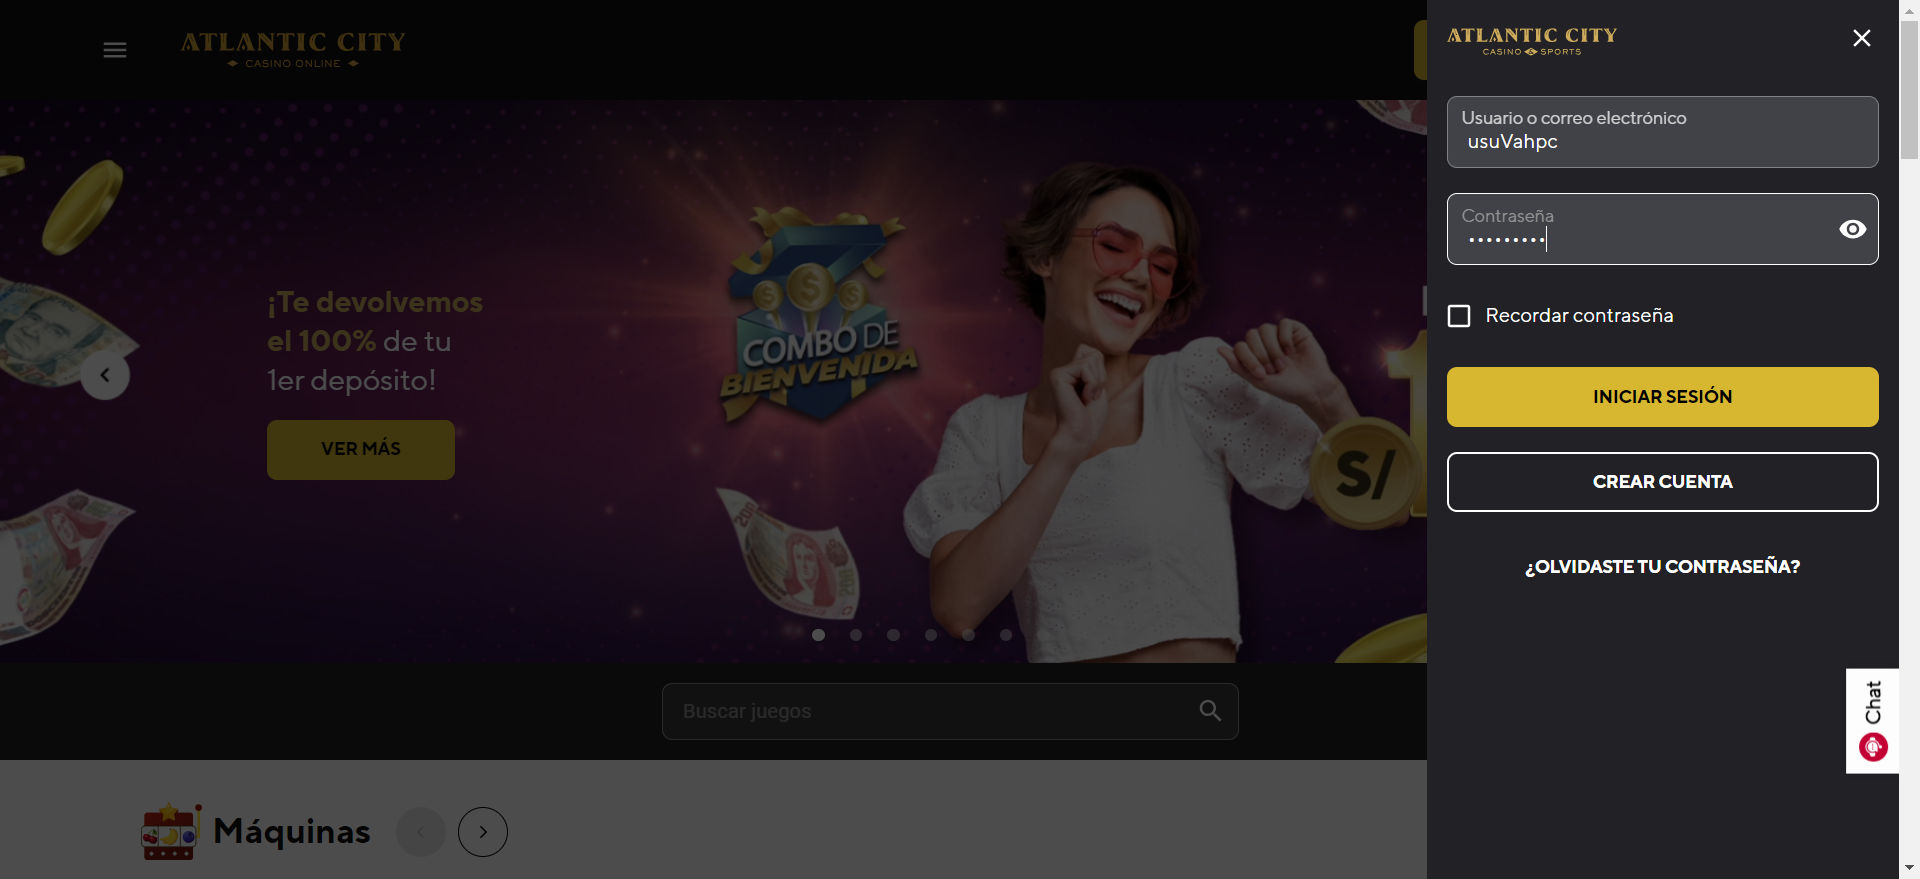 ATLANTIC CITY
CASINO ONLINE
¡Te devolvemos
el 100% de tu
1er depósito!
VER MÁS
COMBO DE
BIENVENIDA
S/
200
Buscar juegos
Máquinas
ATLANTIC CITY
CASINO & SPORTS
Usuario o correo electrónico
usuVahpc
Contraseña
•••••••••
Recordar contraseña
INICIAR SESIÓN
CREAR CUENTA
¿OLVIDASTE TU CONTRASEÑA?
Chat